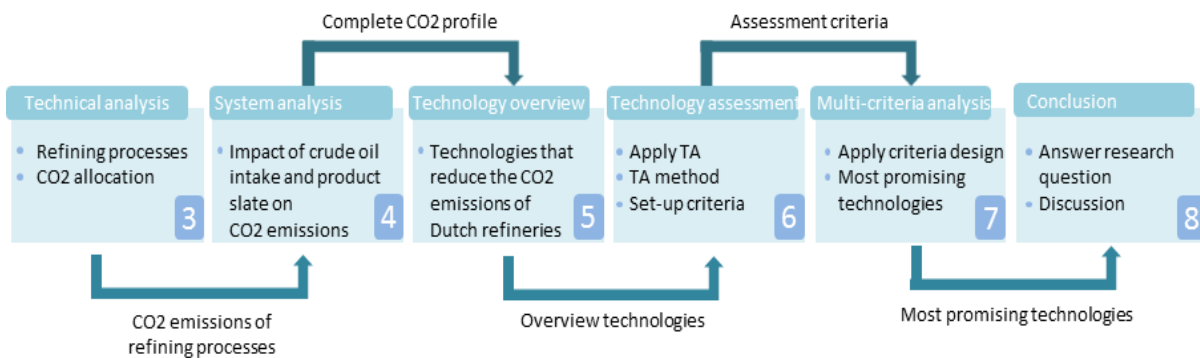 Complete CO2 profile
Assessment criteria
Technical analysis
Refining processes
CO2 allocation
3
System analysis
Impact of crude oil
intake and product
slate on
CO2 emissions
4
Technology overview
Technologies that
reduce the CO2
emissions of
Dutch refineries
5
Technology assessment
Apply TA
TA method
Set-up criteria
6
Multi-criteria analysis
Apply criteria design
Most promising
technologies
7
Conclusion
Answer research
question
Discussion
8
CO2 emissions of
refining processes
Overview technologies
Most promising technologies